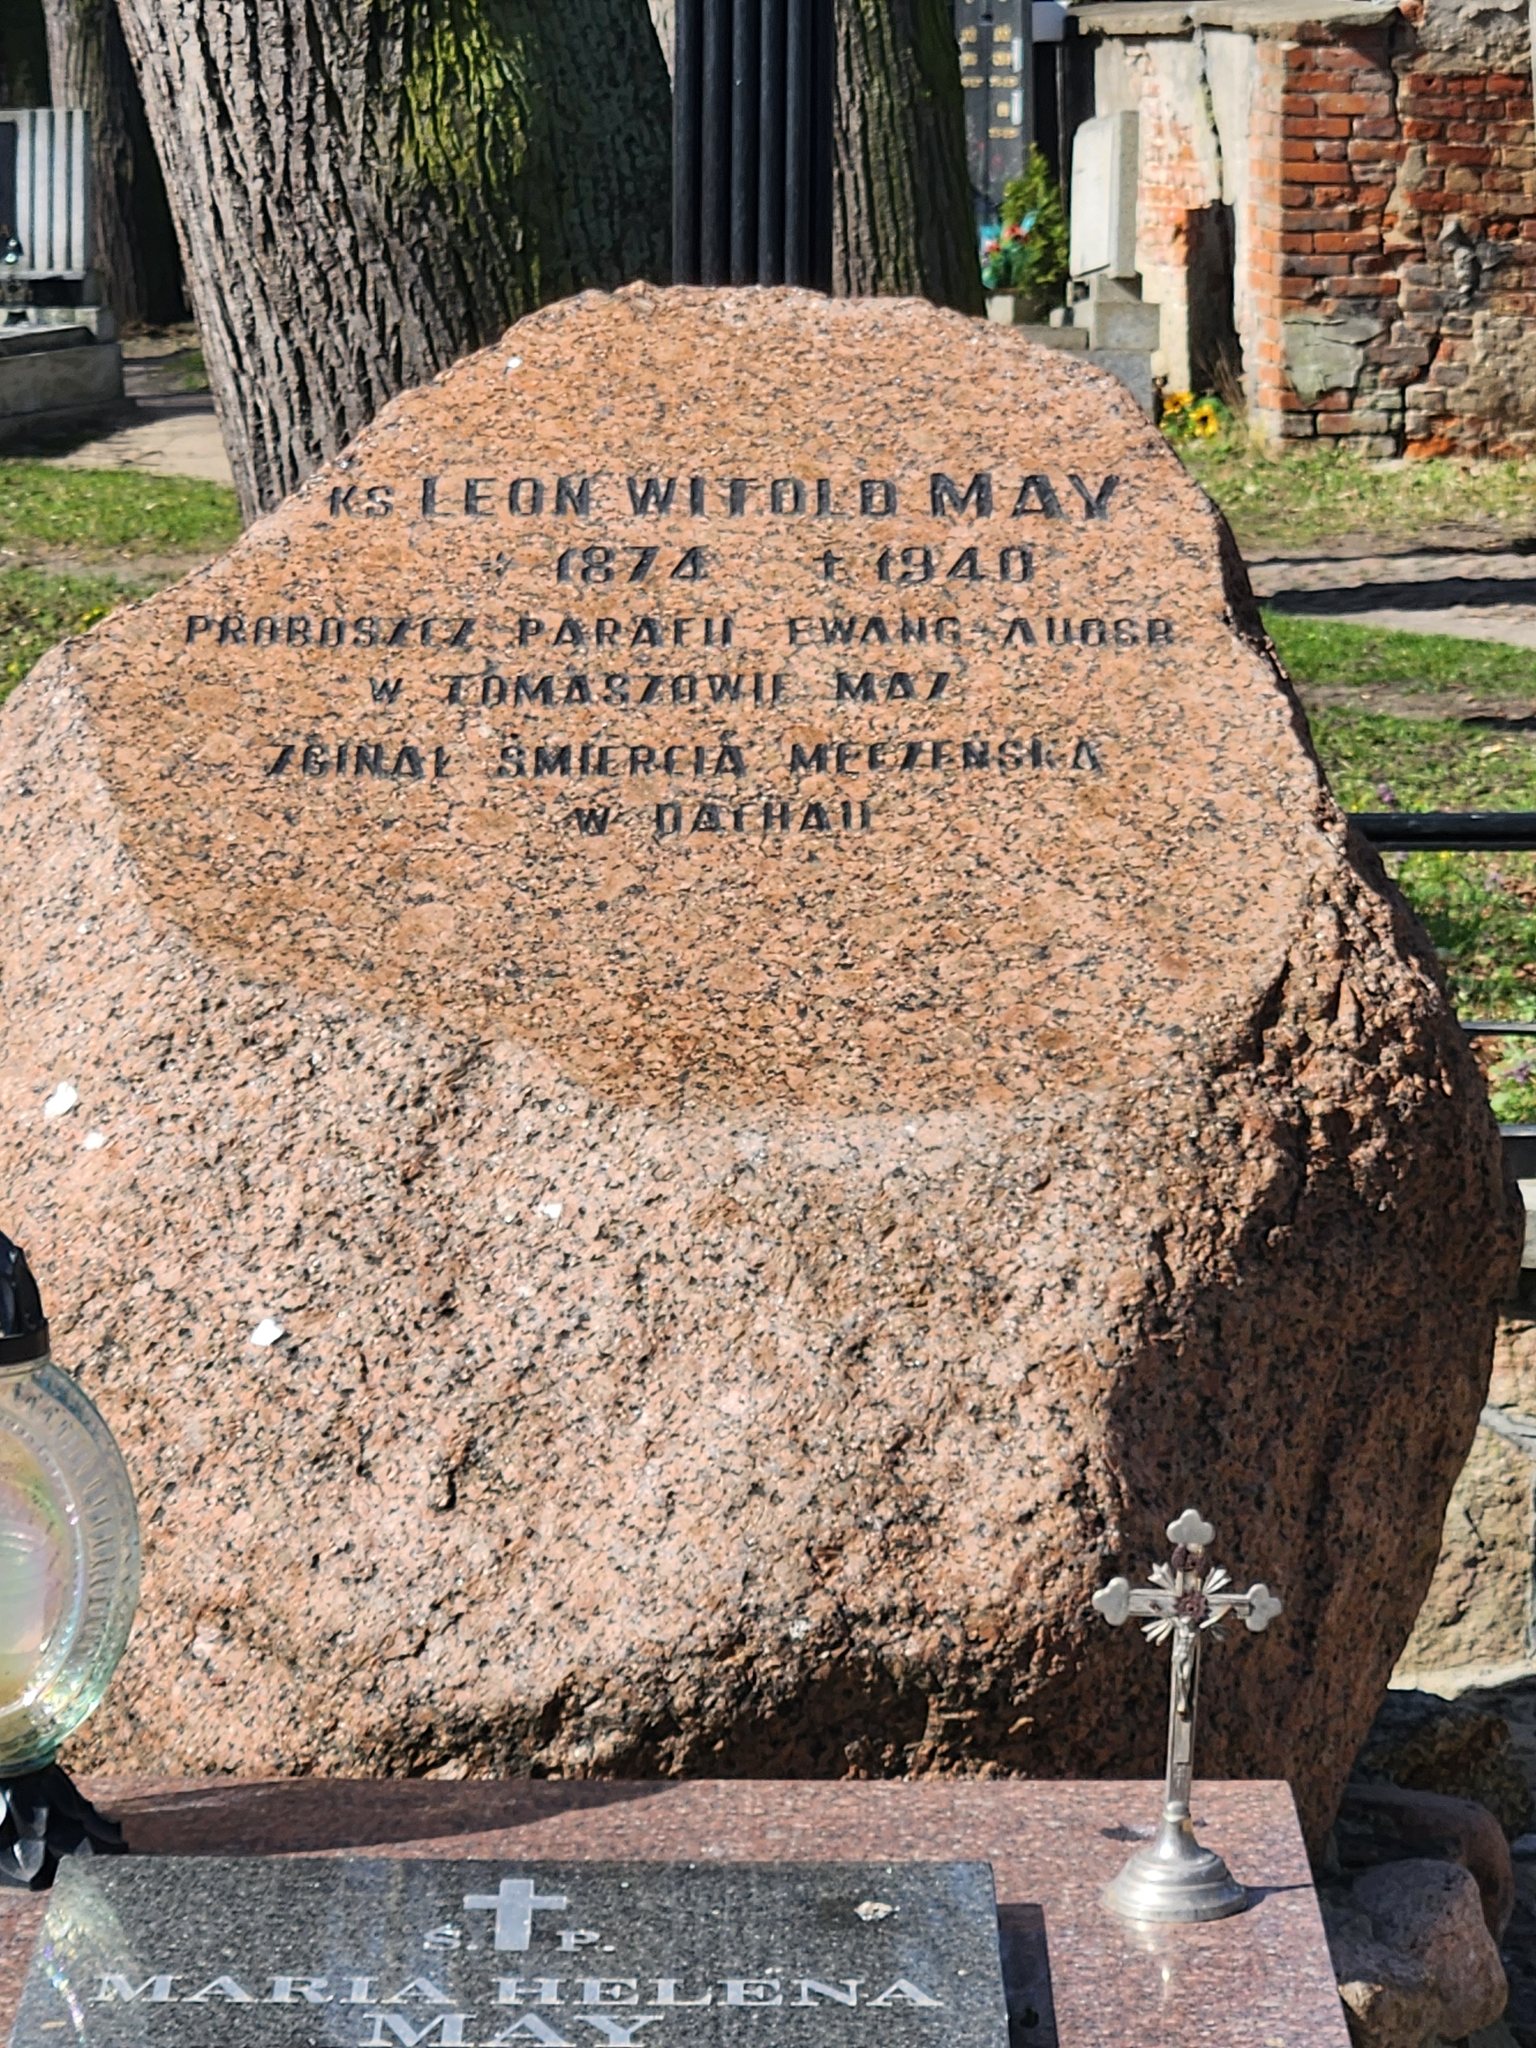 KS LEON WITOLD MAY
* 1874 † 1940
PROBOSZCZ PARAFII EWANG-AUGSB
W TOMASZOWIE MAZ
ZGINĄŁ ŚMIERCIĄ MĘCZEŃSKĄ
W DACHAU
Ś. P.
MARIA HELENA
MAY